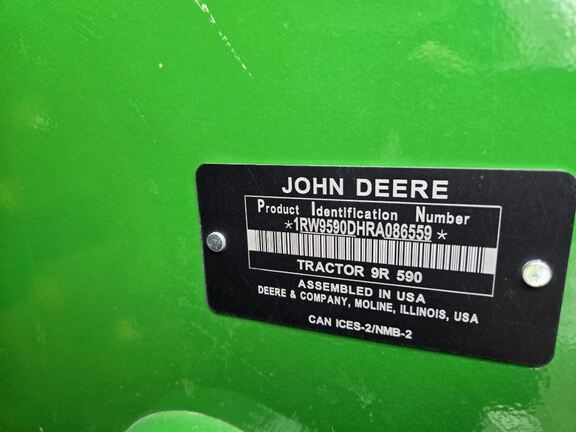 JOHN DEERE
Product Identification Number
*1RW9590DHRA086559*
TRACTOR 9R 590
ASSEMBLED IN USA
DEERE & COMPANY, MOLINE, ILLINOIS, USA
CAN ICES-2/NMB-2